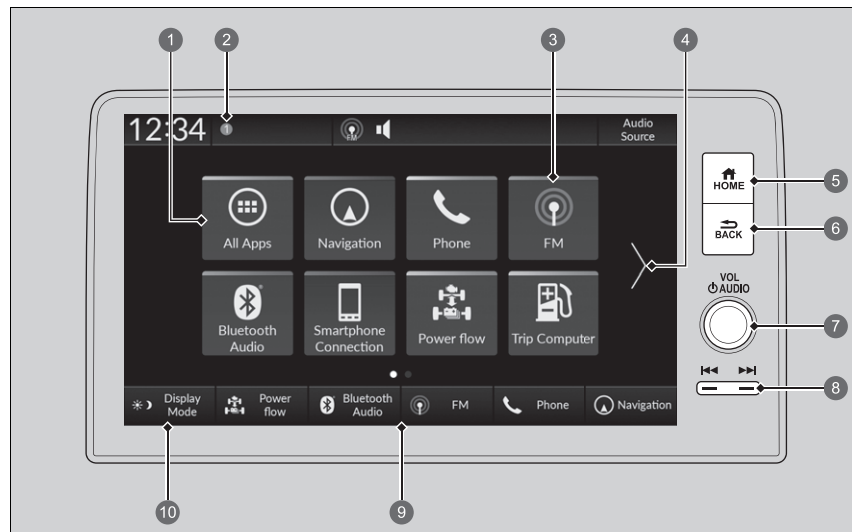 1
2
3
4
12:34
1
FM
Audio
Source
All Apps
Navigation
Phone
FM
HOME
5
BACK
6
Bluetooth
Audio
Smartphone
Connection
Power flow
Trip Computer
VOL
AUDIO
7
8
Display
Mode
Power
flow
Bluetooth
Audio
FM
Phone
Navigation
10
9